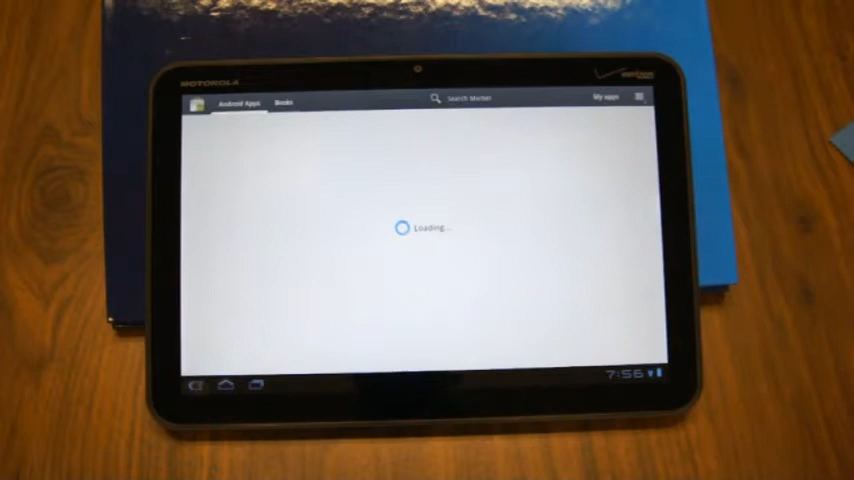 MOTOROLA
verizon
Android Apps Books Search Market My apps
Loading...
7:56